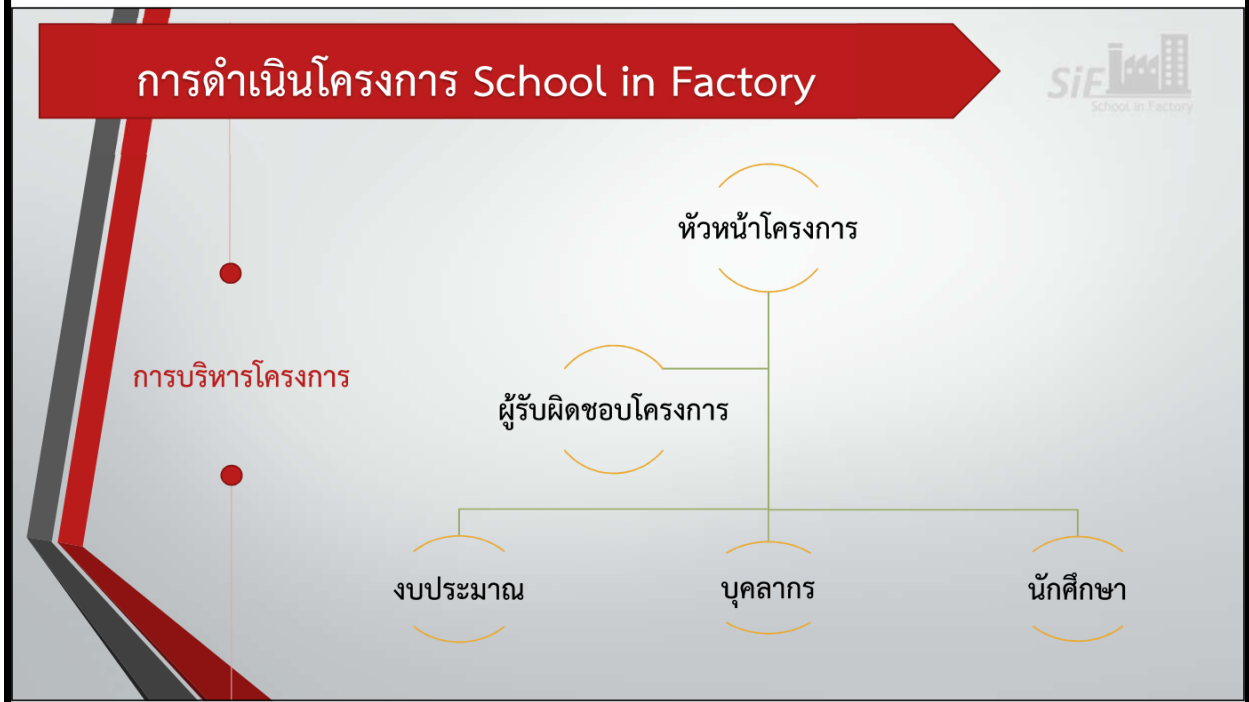 การดำเนินโครงการ School in Factory
SiF
School in Factory
หัวหน้าโครงการ
การบริหารโครงการ
ผู้รับผิดชอบโครงการ
งบประมาณ
บุคลากร
นักศึกษา